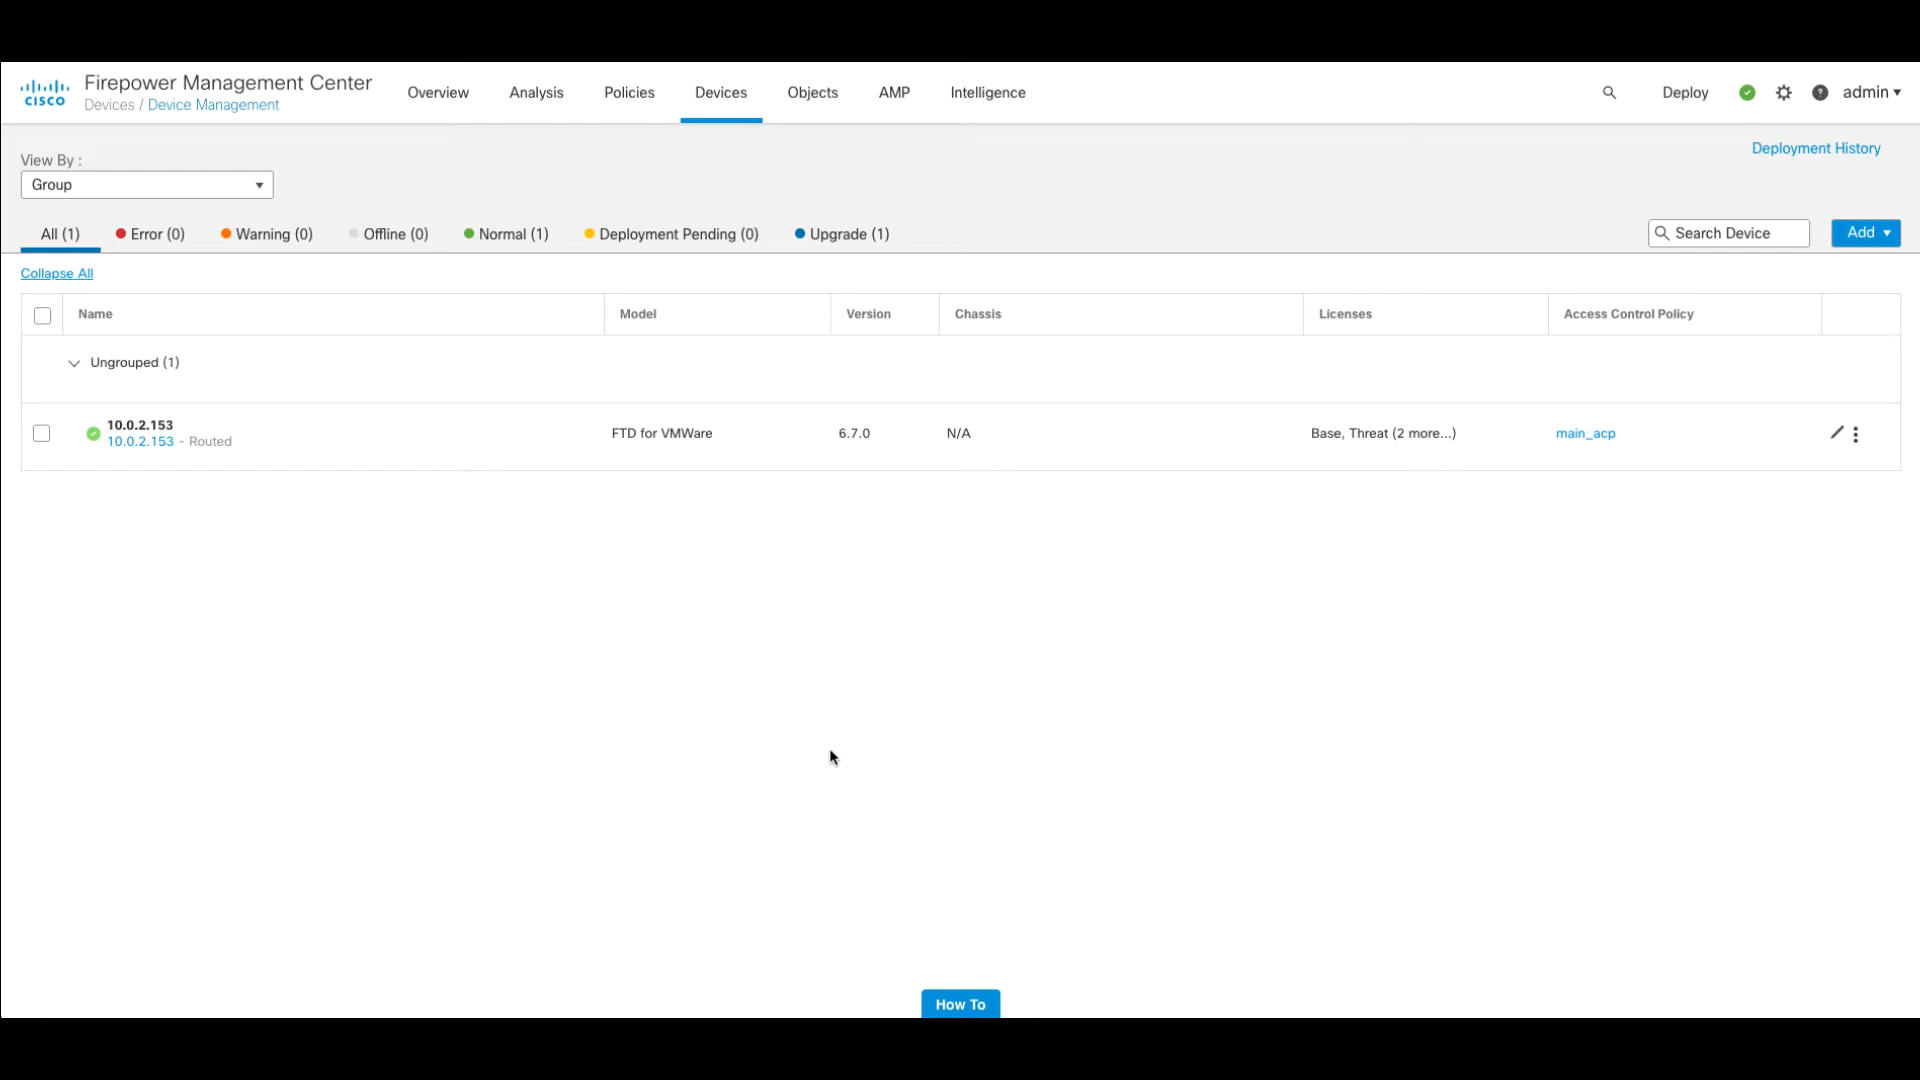 cisco
Firepower Management Center
Devices / Device Management
Overview
Analysis
Policies
Devices
Objects
AMP
Intelligence
Deploy
?
admin
Deployment History
View By :
Group
All (1)
Error (0)
Warning (0)
Offline (0)
Normal (1)
Deployment Pending (0)
Upgrade (1)
Search Device
Add
Collapse All
Name
Model
Version
Chassis
Licenses
Access Control Policy
Ungrouped (1)
10.0.2.153
10.0.2.153 - Routed
FTD for VMWare
6.7.0
N/A
Base, Threat (2 more...)
main_acp
How To